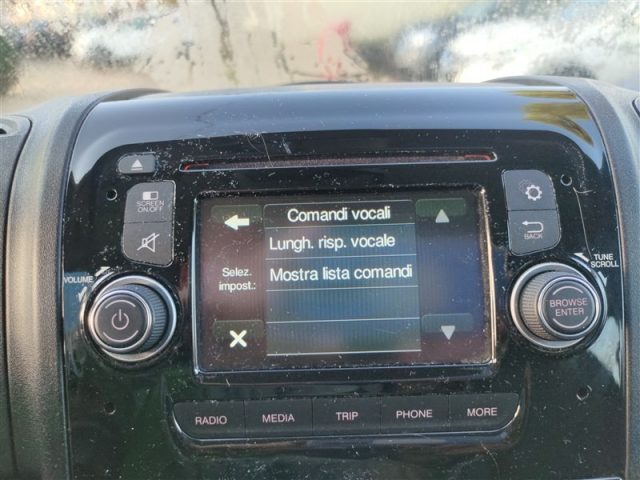 SCREEN
ON/OFF
Comandi vocali
Lungh. risp. vocale
Selez.
impost.:
Mostra lista comandi
BACK
VOLUME
TUNE
SCROLL
BROWSE
ENTER
RADIO
MEDIA
TRIP
PHONE
MORE